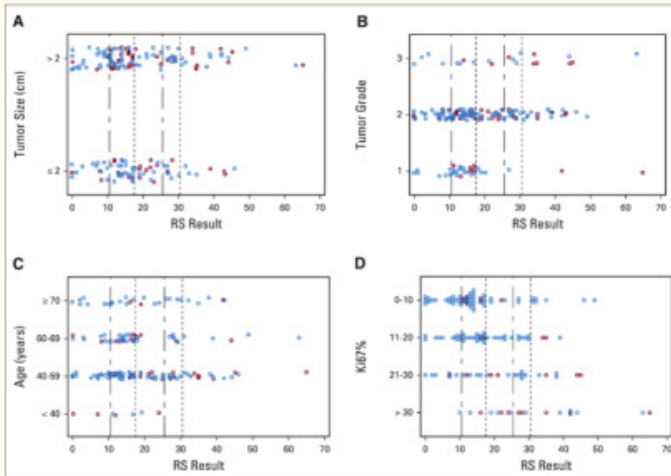 A
Tumor Size (cm)
> 2
≤ 2
0 10 20 30 40 50 60 70
RS Result
B
Tumor Grade
3
2
1
0 10 20 30 40 50 60 70
RS Result
C
Age (years)
≥ 70
60-69
40-59
< 40
0 10 20 30 40 50 60 70
RS Result
D
Ki67%
0-10
11-20
21-30
> 30
0 10 20 30 40 50 60 70
RS Result